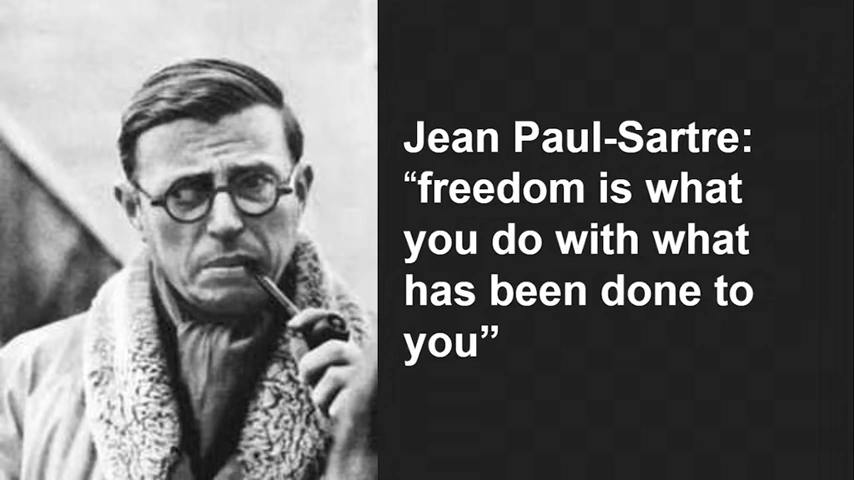 Jean Paul-Sartre:
“freedom is what
you do with what
has been done to
you”